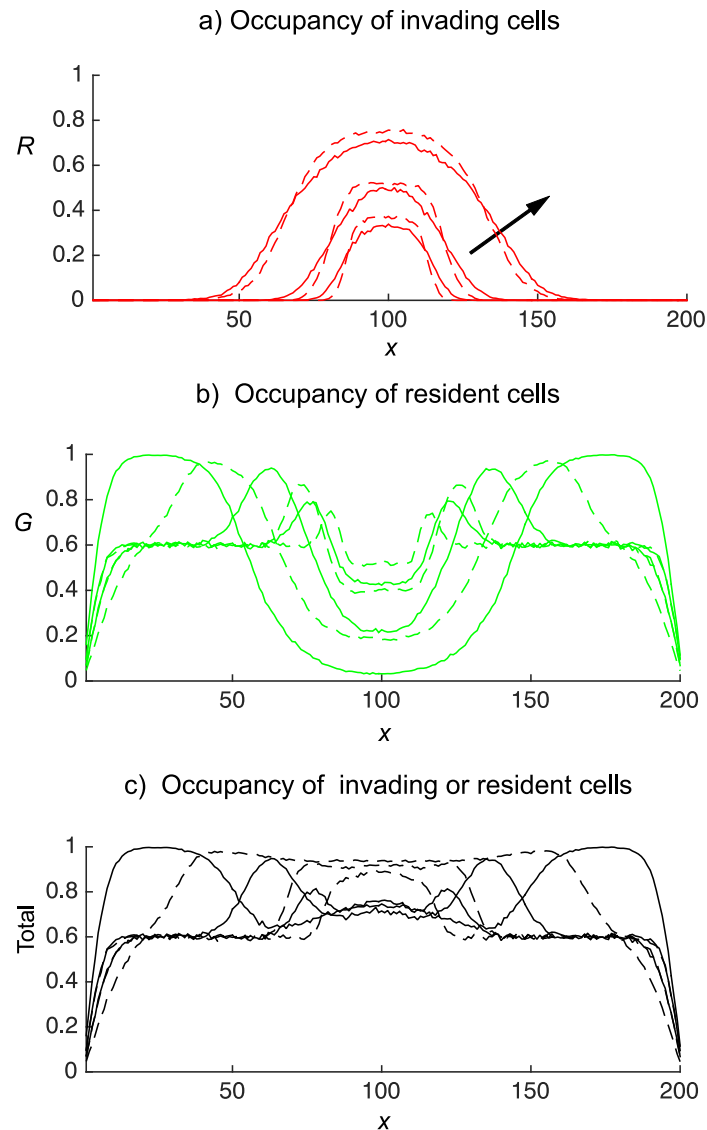 a) Occupancy of invading cells
1
0.8
R
0.6
0.4
0.2
0
50 100 150 200
x
b) Occupancy of resident cells
1
0.8
G
0.6
0.4
0.2
0
50 100 150 200
x
c) Occupancy of invading or resident cells
1
0.8
Total
0.6
0.4
0.2
0
50 100 150 200
x